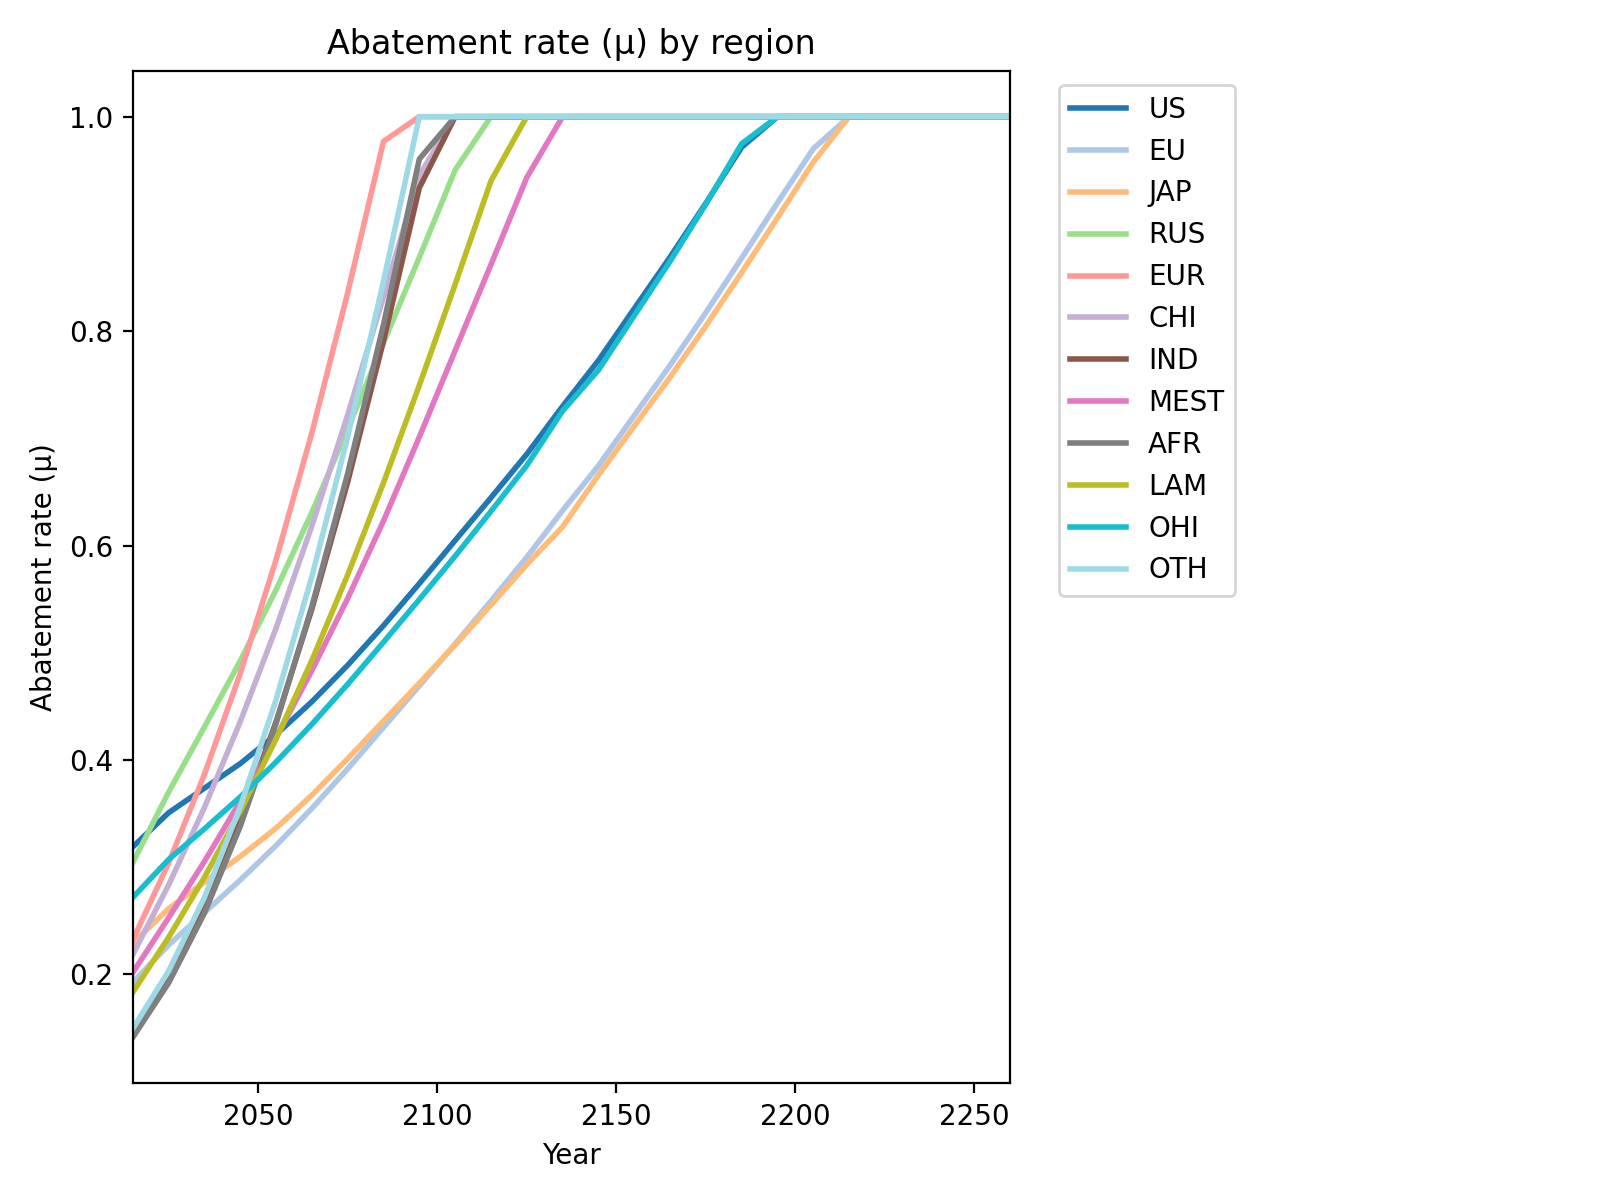 Abatement rate (μ) by region
1.0
0.8
0.6
0.4
0.2
Abatement rate (μ)
2050
2100
2150
2200
2250
Year
US
EU
JAP
RUS
EUR
CHI
IND
MEST
AFR
LAM
OHI
OTH